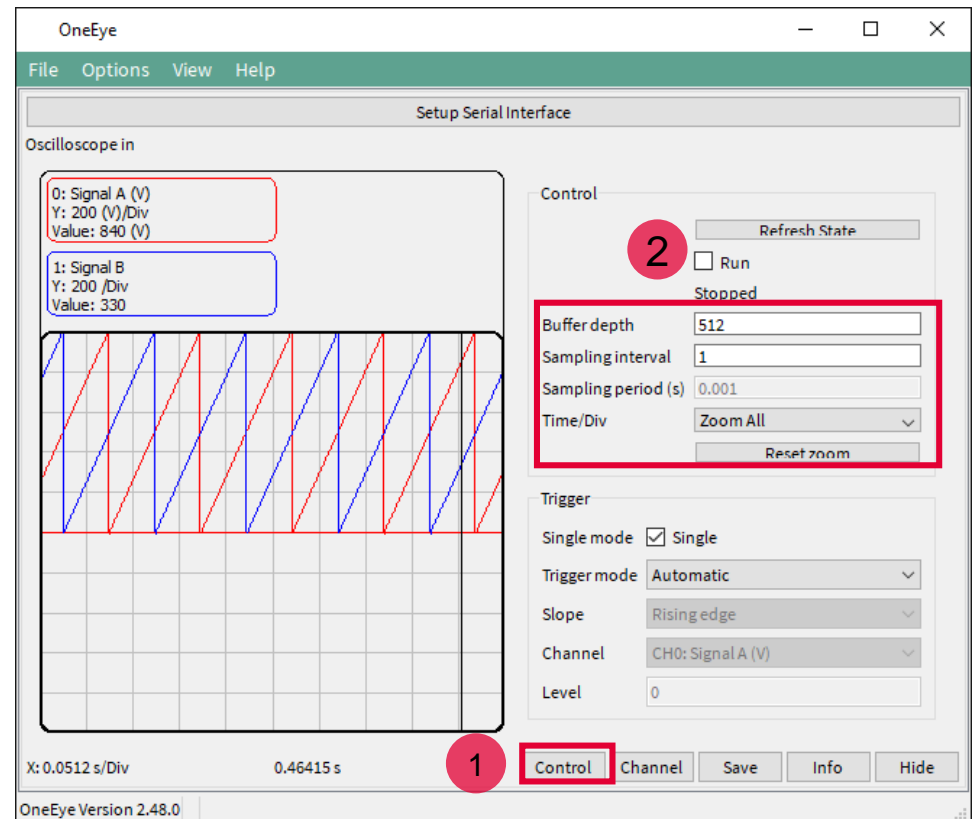 OneEye
File Options View Help
Setup Serial Interface
Oscilloscope in
0: Signal A (V)
Y: 200 (V)/Div
Value: 840 (V)
1: Signal B
Y: 200 /Div
Value: 330
Control
Refresh State
2
Run
Stopped
Buffer depth 512
Sampling interval 1
Sampling period (s) 0.001
Time/Div Zoom All
Reset zoom
Trigger
Single mode Single
Trigger mode Automatic
Slope Rising edge
Channel CH0: Signal A (V)
Level 0
X: 0.0512 s/Div 0.46415 s 1 Control Channel Save Info Hide
OneEye Version 2.48.0